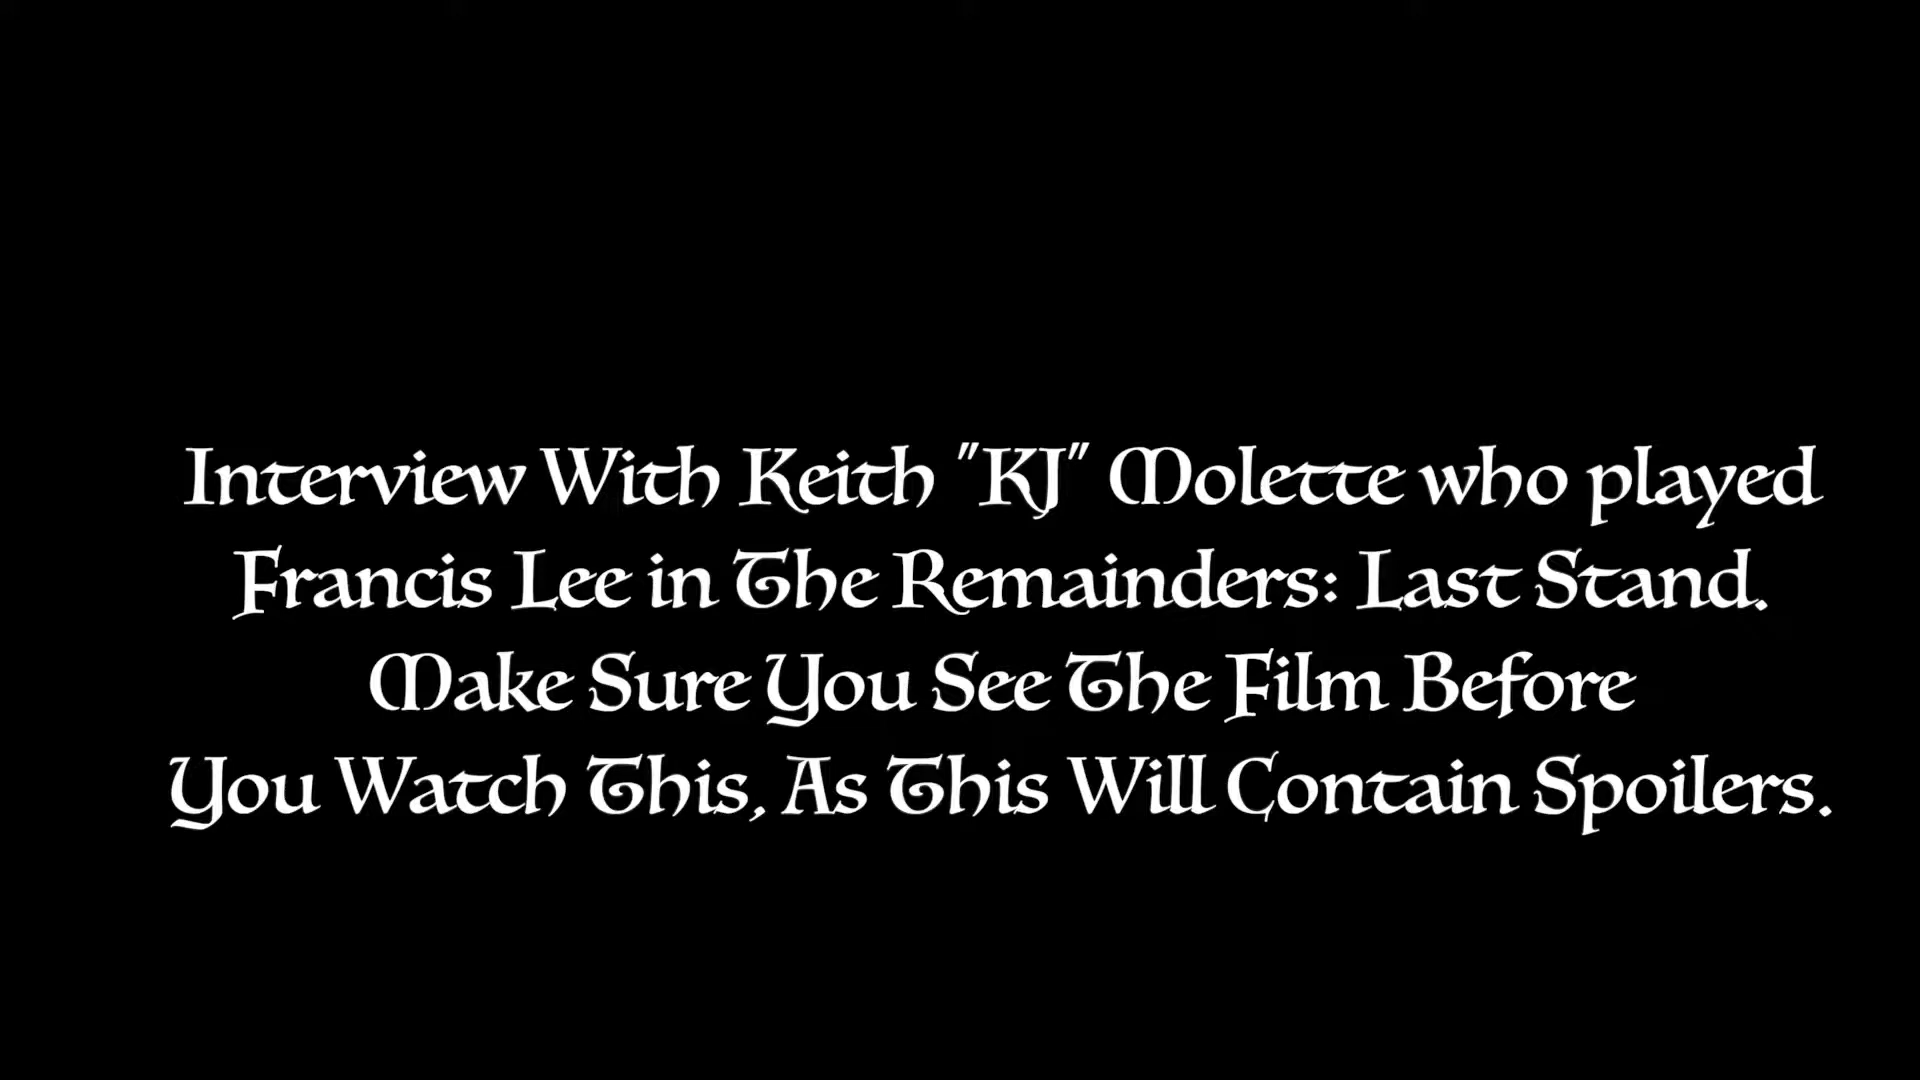 Interview With Keith "KJ" Molette who played
Francis Lee in The Remainders: Last Stand.
Make Sure You See The Film Before
You Watch This, As This Will Contain Spoilers.